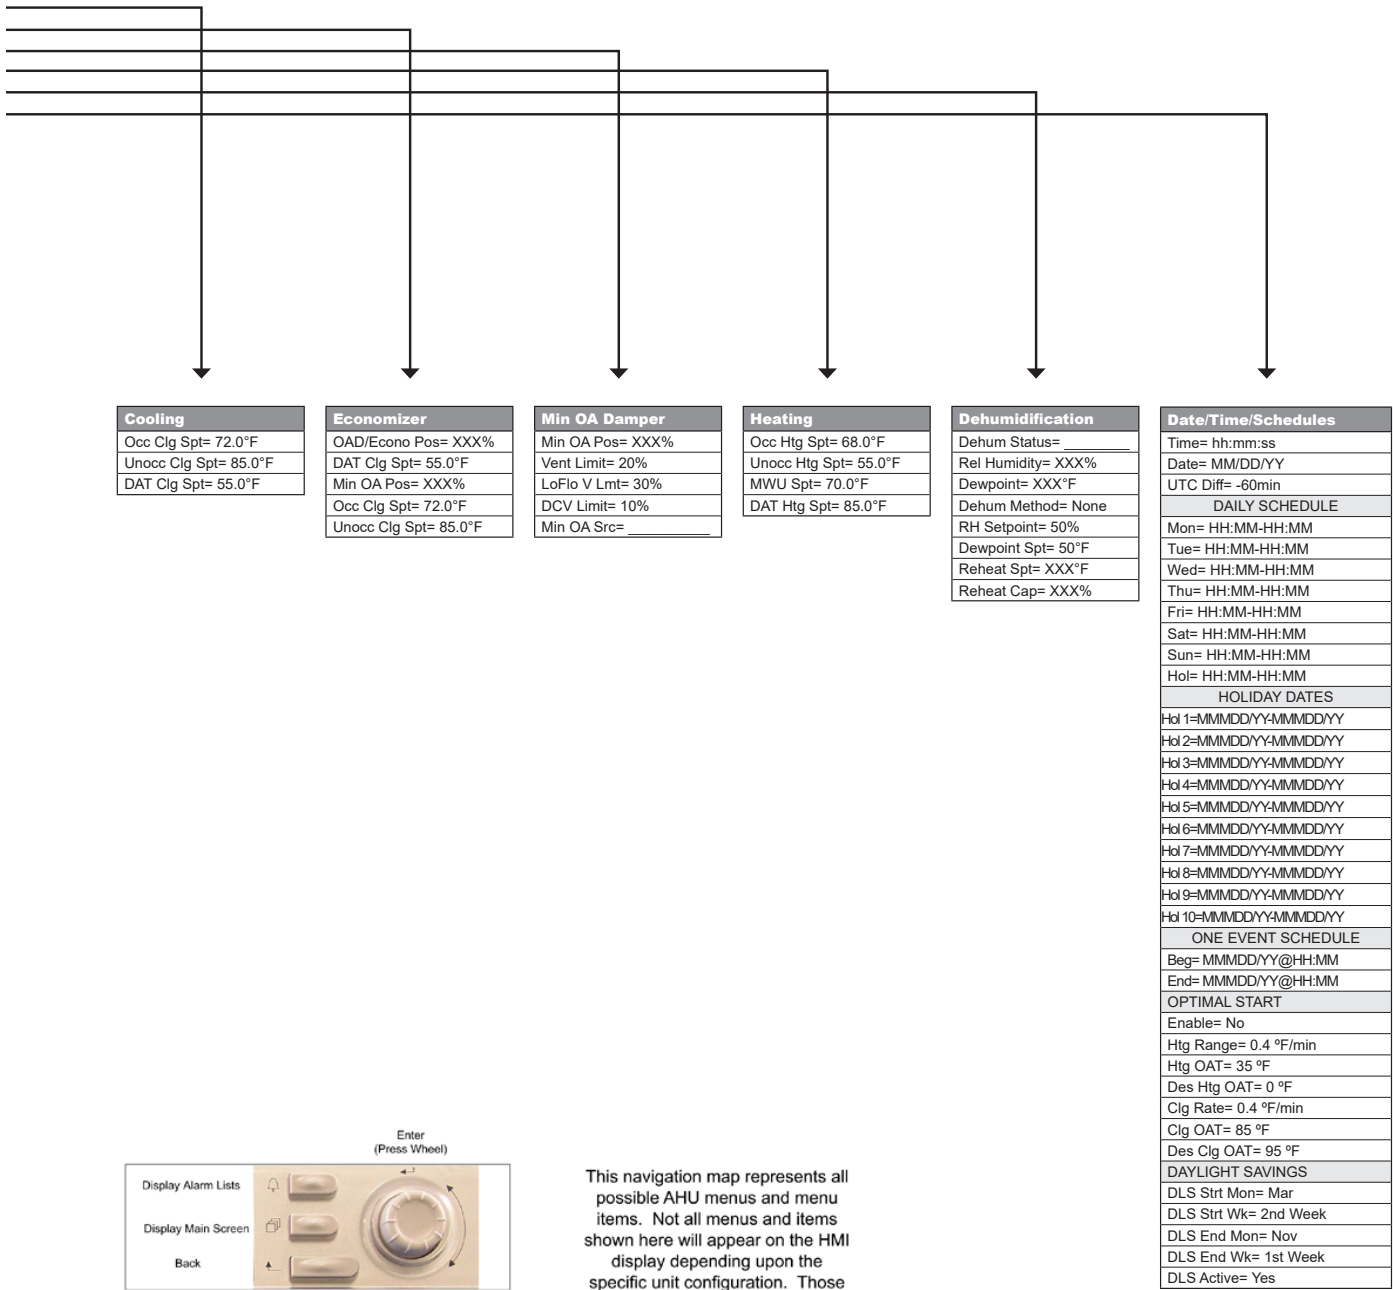 Cooling
Occ Clg Spt= 72.0°F
Unocc Clg Spt= 85.0°F
DAT Clg Spt= 55.0°F
Economizer
OAD/Econo Pos= XXX%
DAT Clg Spt= 55.0°F
Min OA Pos= XXX%
Occ Clg Spt= 72.0°F
Unocc Clg Spt= 85.0°F
Min OA Damper
Min OA Pos= XXX%
Vent Limit= 20%
LoFlo V Lmt= 30%
DCV Limit= 10%
Min OA Src= __________
Heating
Occ Htg Spt= 68.0°F
Unocc Htg Spt= 55.0°F
MWU Spt= 70.0°F
DAT Htg Spt= 85.0°F
Dehumidification
Dehum Status= ________
Rel Humidity= XXX%
Dewpoint= XXX°F
Dehum Method= None
RH Setpoint= 50%
Dewpoint Spt= 50°F
Reheat Spt= XXX°F
Reheat Cap= XXX%
Date/Time/Schedules
Time= hh:mm:ss
Date= MM/DD/YY
UTC Diff= -60min
DAILY SCHEDULE
Mon= HH:MM-HH:MM
Tue= HH:MM-HH:MM
Wed= HH:MM-HH:MM
Thu= HH:MM-HH:MM
Fri= HH:MM-HH:MM
Sat= HH:MM-HH:MM
Sun= HH:MM-HH:MM
Hol= HH:MM-HH:MM
HOLIDAY DATES
Hol 1=MMMDD/YY-MMMDD/YY
Hol 2=MMMDD/YY-MMMDD/YY
Hol 3=MMMDD/YY-MMMDD/YY
Hol 4=MMMDD/YY-MMMDD/YY
Hol 5=MMMDD/YY-MMMDD/YY
Hol 6=MMMDD/YY-MMMDD/YY
Hol 7=MMMDD/YY-MMMDD/YY
Hol 8=MMMDD/YY-MMMDD/YY
Hol 9=MMMDD/YY-MMMDD/YY
Hol 10=MMMDD/YY-MMMDD/YY
ONE EVENT SCHEDULE
Beg= MMMDD/YY@HH:MM
End= MMMDD/YY@HH:MM
OPTIMAL START
Enable= No
Htg Range= 0.4 ºF/min
Htg OAT= 35 ºF
Des Htg OAT= 0 ºF
Clg Rate= 0.4 ºF/min
Clg OAT= 85 ºF
Des Clg OAT= 95 ºF
DAYLIGHT SAVINGS
DLS Strt Mon= Mar
DLS Strt Wk= 2nd Week
DLS End Mon= Nov
DLS End Wk= 1st Week
DLS Active= Yes
Enter
(Press Wheel)
Display Alarm Lists
Display Main Screen
Back
This navigation map represents all
possible AHU menus and menu
items. Not all menus and items
shown here will appear on the HMI
display depending upon the
specific unit configuration. Those